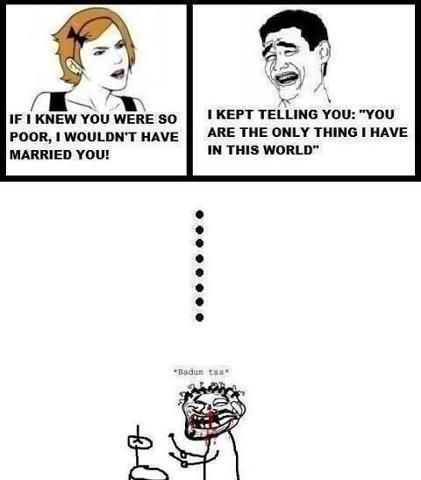 IF I KNEW YOU WERE SO
POOR, I WOULDN'T HAVE
MARRIED YOU!
I KEPT TELLING YOU: "YOU
ARE THE ONLY THING I HAVE
IN THIS WORLD"
*Badum tss*